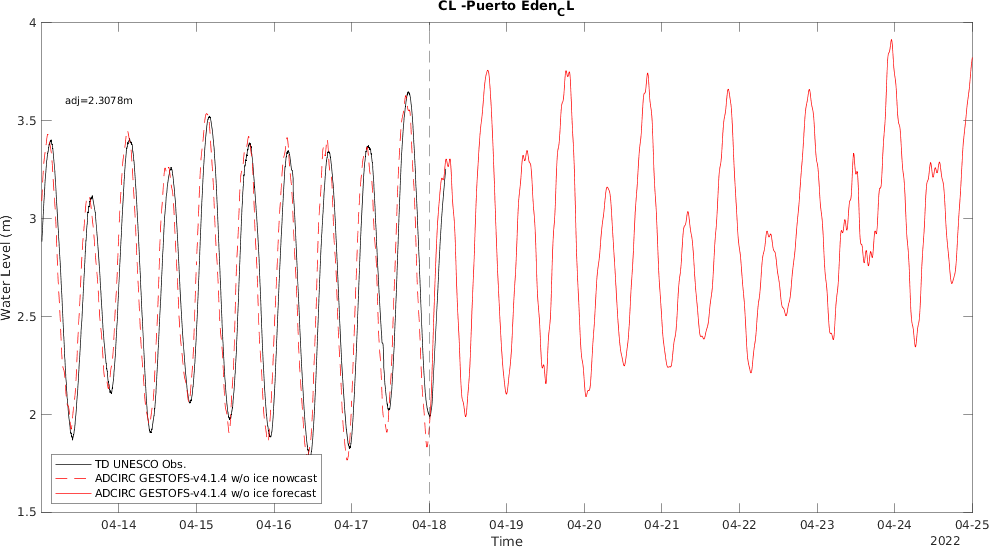 CL -Puerto EdenCL
4
3.5
3
2.5
2
1.5
Water Level (m)
adj=2.3078m
TD UNESCO Obs.
ADCIRC GESTOFS-v4.1.4 w/o ice nowcast
ADCIRC GESTOFS-v4.1.4 w/o ice forecast
04-14 04-15 04-16 04-17 04-18 04-19 04-20 04-21 04-22 04-23 04-24 04-25
Time
2022